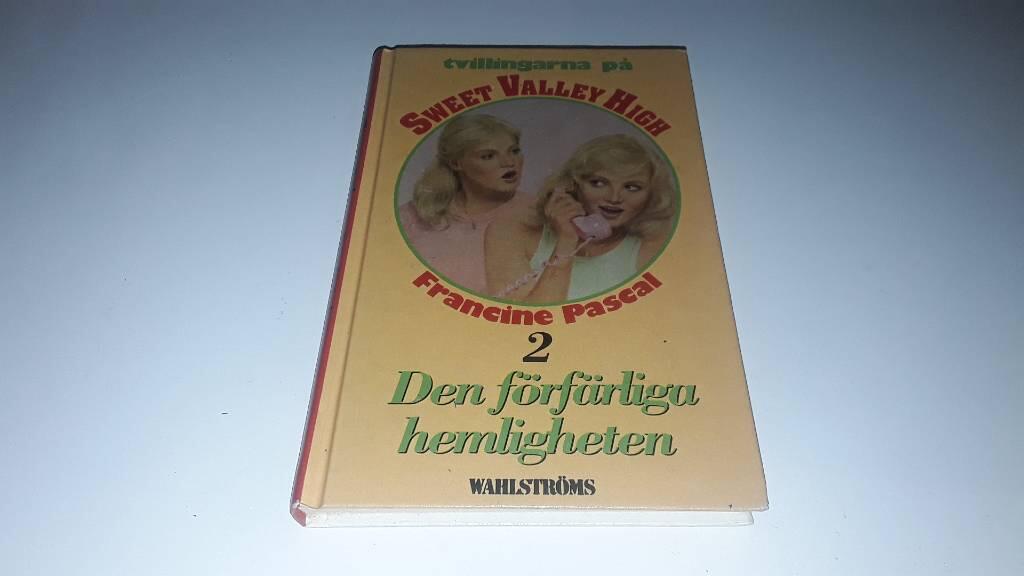 tvillingarna på
SWEET VALLEY HIGH
Francine Pascal
2
Den förfärliga
hemligheten
WAHLSTRÖMS